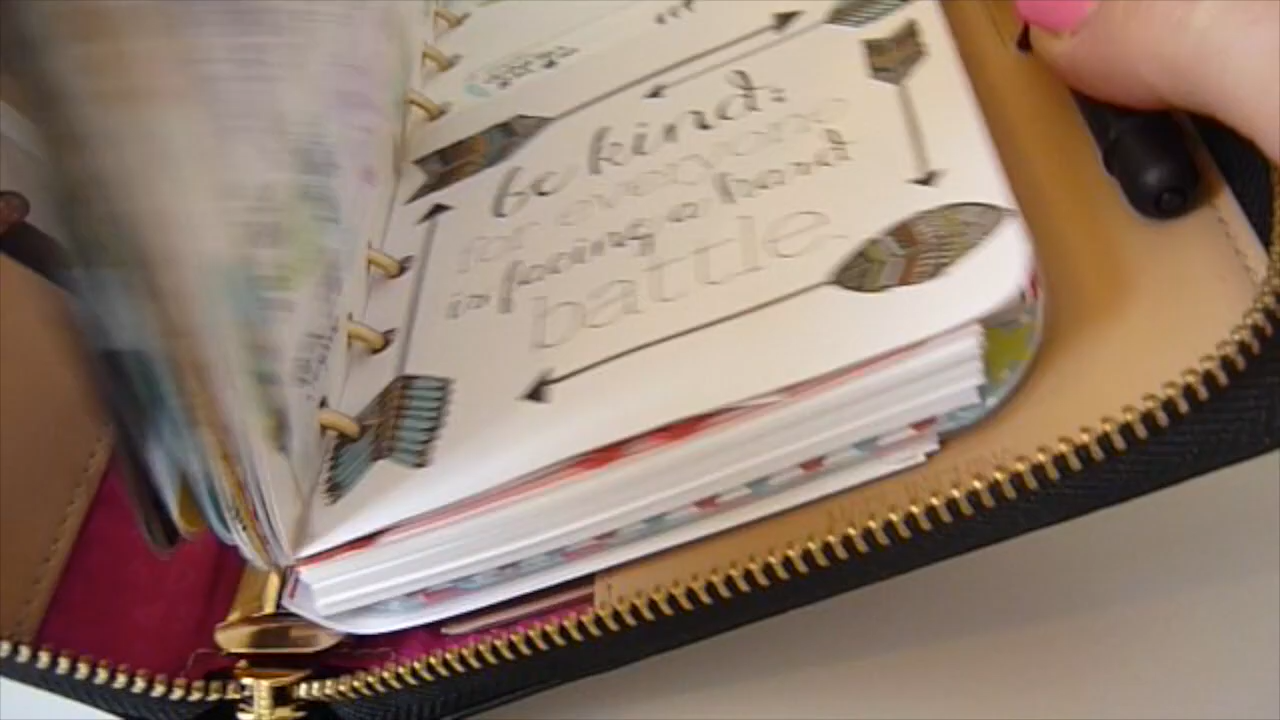 be kind:
for everyone
is facing a hard
battle